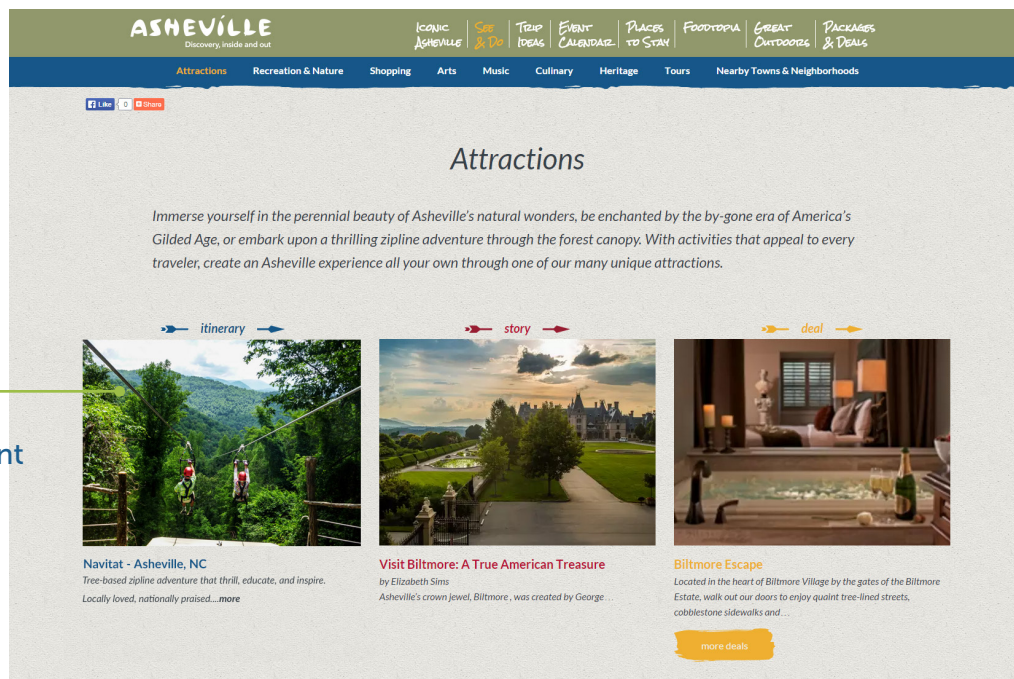 ASHEVÍLLE
Discovery, inside and out
ICONIC ASHEVILLE
SEE & DO
TRIP IDEAS
EVENT CALENDAR
PLACES TO STAY
FOODTOPIA
GREAT OUTDOORS
PACKAGES & DEALS
Attractions Recreation & Nature Shopping Arts Music Culinary Heritage Tours Nearby Towns & Neighborhoods
Like 0 Share
Attractions
Immerse yourself in the perennial beauty of Asheville's natural wonders, be enchanted by the by-gone era of America's
Gilded Age, or embark upon a thrilling zipline adventure through the forest canopy. With activities that appeal to every
traveler, create an Asheville experience all your own through one of our many unique attractions.
itinerary
story
deal
nt
Navitat - Asheville, NC
Tree-based zipline adventure that thrill, educate, and inspire.
Locally loved, nationally praised....more
Visit Biltmore: A True American Treasure
by Elizabeth Sims
Asheville's crown jewel, Biltmore , was created by George...
Biltmore Escape
Located in the heart of Biltmore Village by the gates of the Biltmore
Estate, walk out our doors to enjoy quaint tree-lined streets,
cobblestone sidewalks and...
more deals